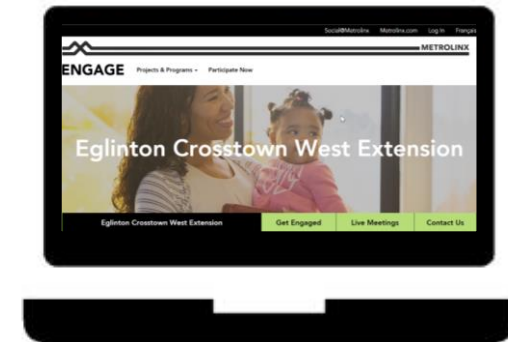 Social@Metrolinx Metrolinx.com Log In Français
METROLINX
ENGAGE Projects & Programs Participate Now
Eglinton Crosstown West Extension
Eglinton Crosstown West Extension Get Engaged Live Meetings Contact Us